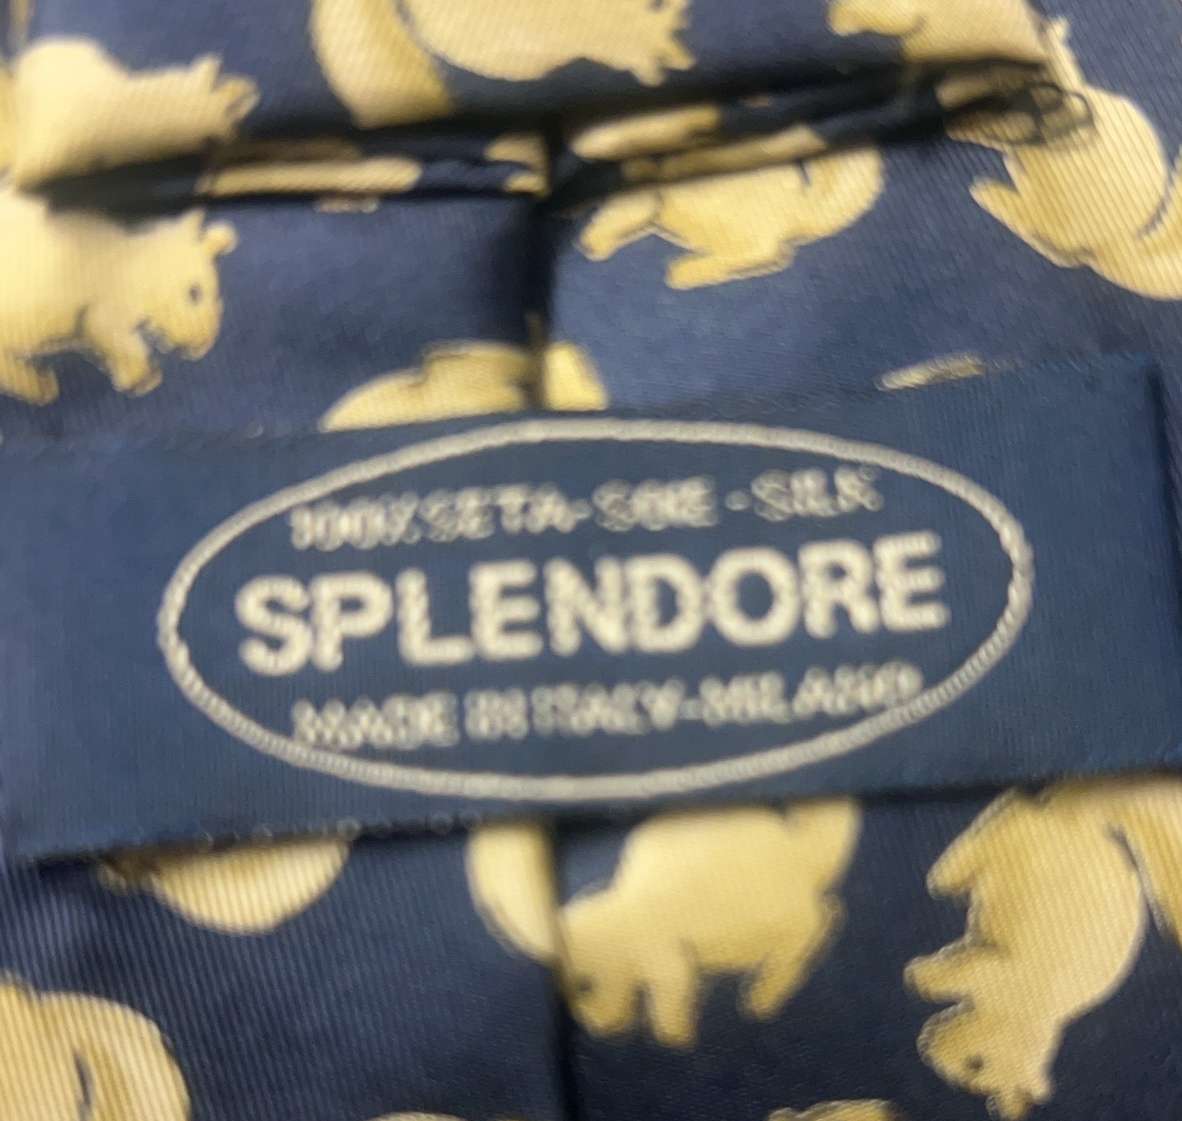 100% SETA-SOIE-SILK
SPLENDORE
MADE IN ITALY-MILANO